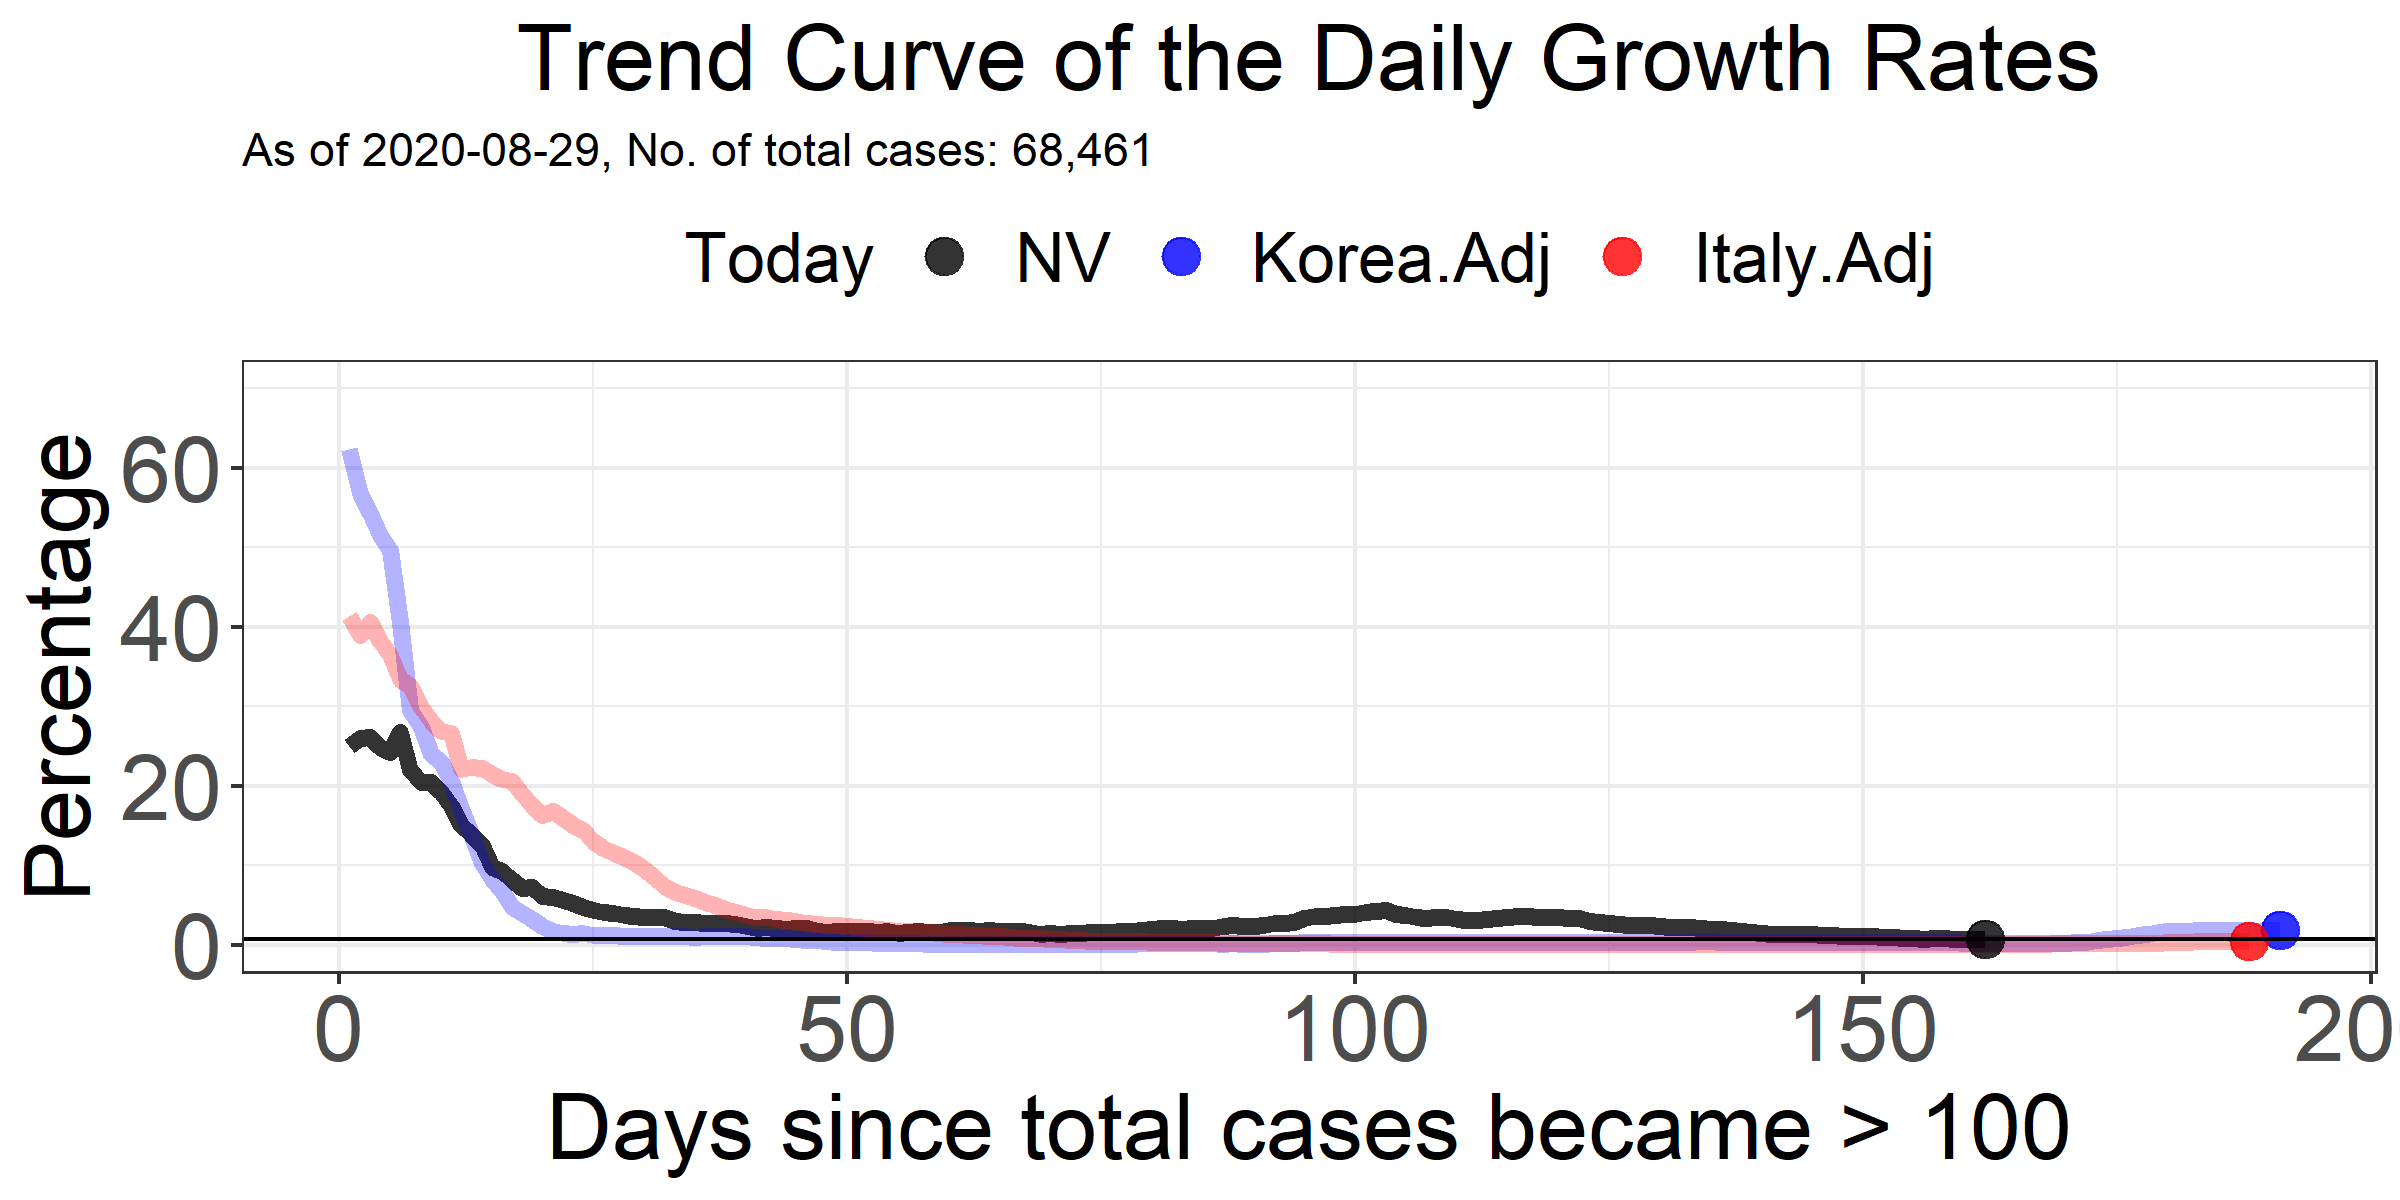 Trend Curve of the Daily Growth Rates
As of 2020-08-29, No. of total cases: 68,461
Today NV Korea.Adj Italy.Adj
Percentage
60
40
20
0
0 50 100 150 20
Days since total cases became > 100